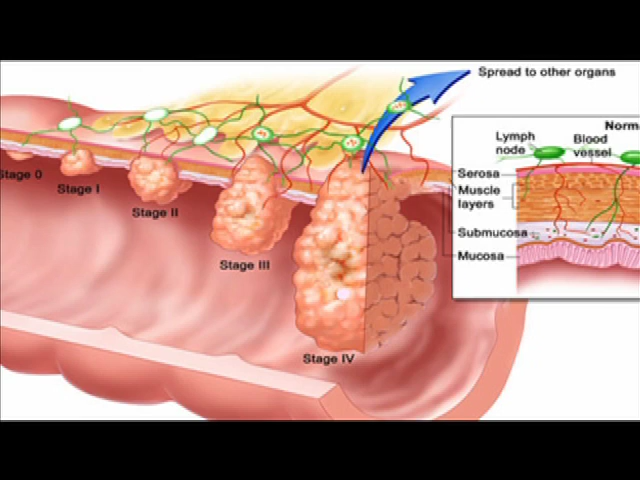 Spread to other organs
Norm
Lymph
node
Blood
vessel
Serosa
Muscle
layers
Submucosa
Mucosa
Stage 0
Stage I
Stage II
Stage III
Stage IV